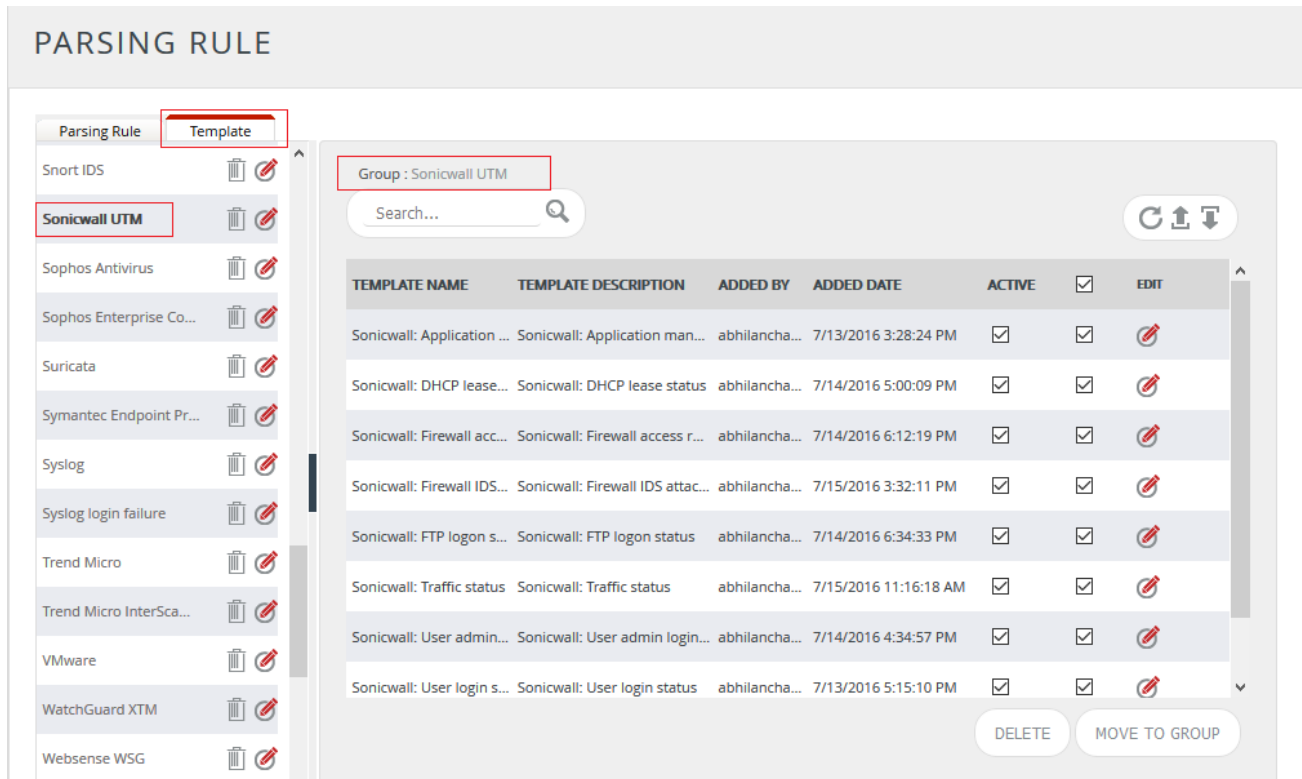 PARSING RULE
Parsing Rule
Template
Snort IDS
Sonicwall UTM
Sophos Antivirus
Sophos Enterprise Co...
Suricata
Symantec Endpoint Pr...
Syslog
Syslog login failure
Trend Micro
Trend Micro InterSca...
VMware
WatchGuard XTM
Websense WSG
Group : Sonicwall UTM
Search...
TEMPLATE NAME TEMPLATE DESCRIPTION ADDED BY ADDED DATE ACTIVE EDIT
Sonicwall: Application ... Sonicwall: Application man... abhilancha... 7/13/2016 3:28:24 PM
Sonicwall: DHCP lease... Sonicwall: DHCP lease status abhilancha... 7/14/2016 5:00:09 PM
Sonicwall: Firewall acc... Sonicwall: Firewall access r... abhilancha... 7/14/2016 6:12:19 PM
Sonicwall: Firewall IDS... Sonicwall: Firewall IDS attac... abhilancha... 7/15/2016 3:32:11 PM
Sonicwall: FTP logon s... Sonicwall: FTP logon status abhilancha... 7/14/2016 6:34:33 PM
Sonicwall: Traffic status Sonicwall: Traffic status abhilancha... 7/15/2016 11:16:18 AM
Sonicwall: User admin... Sonicwall: User admin login... abhilancha... 7/14/2016 4:34:57 PM
Sonicwall: User login s... Sonicwall: User login status abhilancha... 7/13/2016 5:15:10 PM
DELETE
MOVE TO GROUP